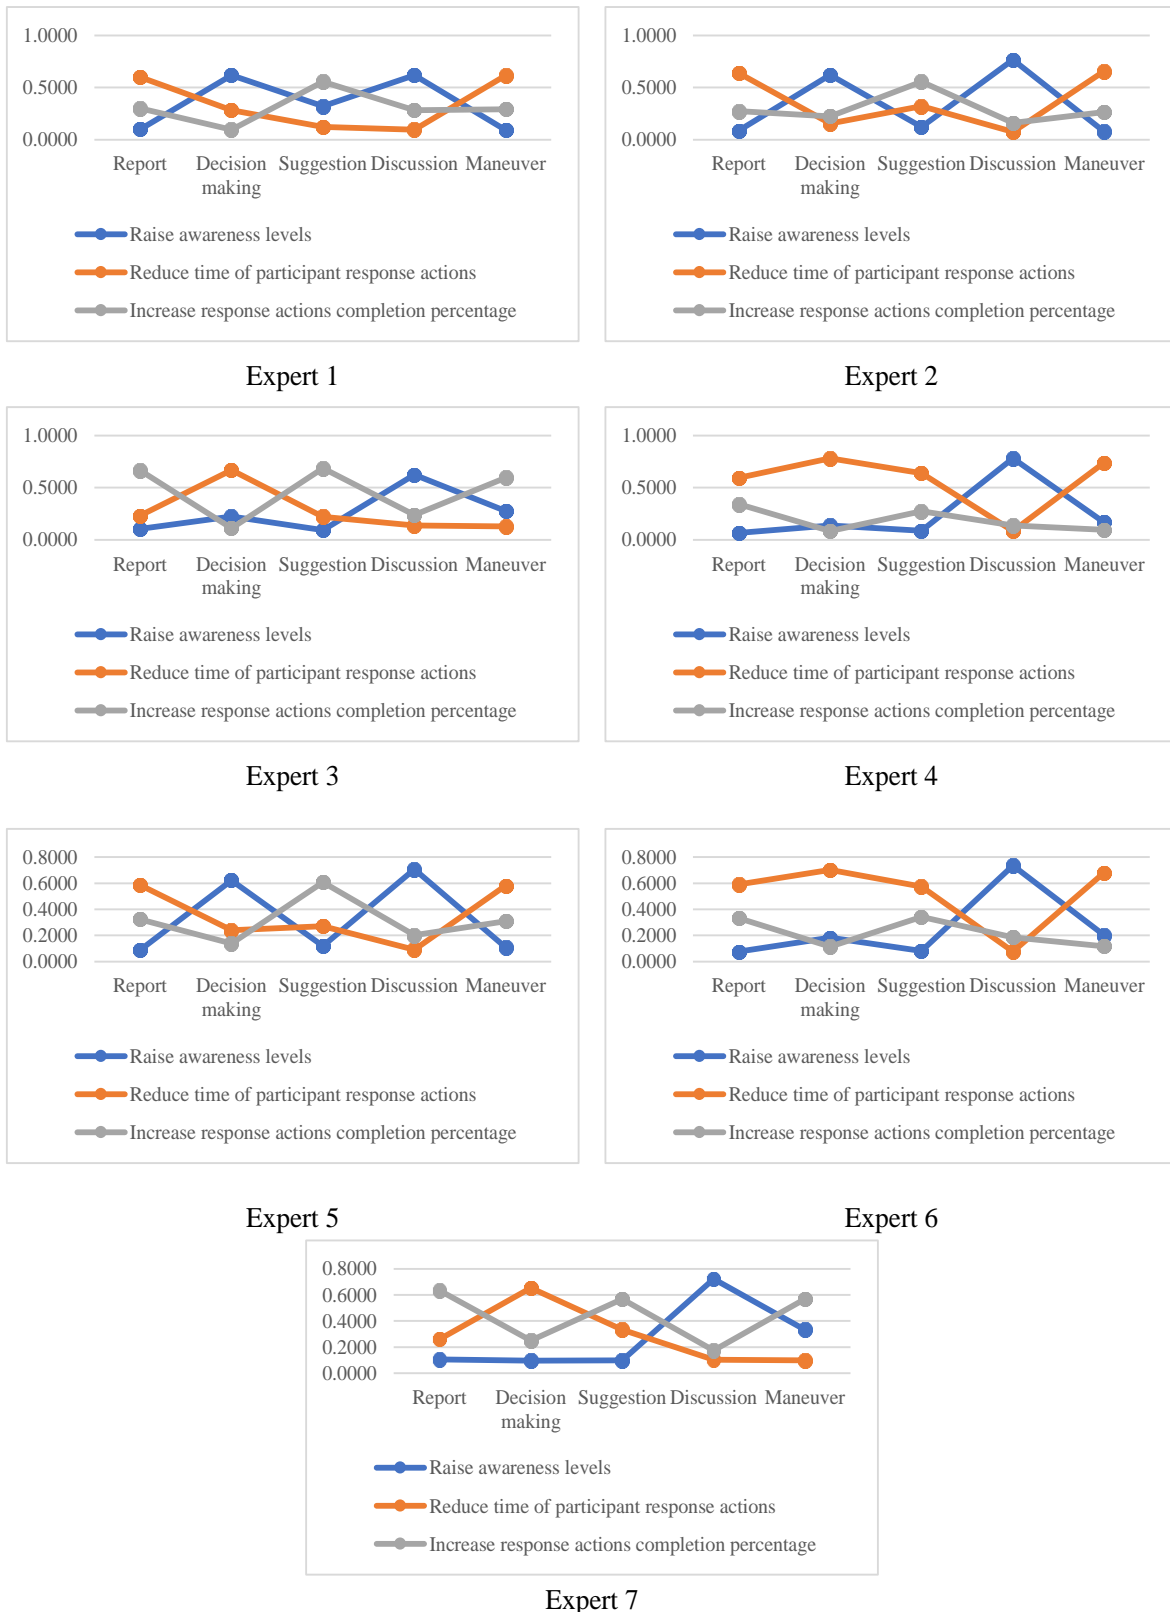 1.0000
0.5000
0.0000
Report
Decision
making
Suggestion
Discussion
Maneuver
Raise awareness levels
Reduce time of participant response actions
Increase response actions completion percentage
Expert 1
1.0000
0.5000
0.0000
Report
Decision
making
Suggestion
Discussion
Maneuver
Raise awareness levels
Reduce time of participant response actions
Increase response actions completion percentage
Expert 2
1.0000
0.5000
0.0000
Report
Decision
making
Suggestion
Discussion
Maneuver
Raise awareness levels
Reduce time of participant response actions
Increase response actions completion percentage
Expert 3
1.0000
0.5000
0.0000
Report
Decision
making
Suggestion
Discussion
Maneuver
Raise awareness levels
Reduce time of participant response actions
Increase response actions completion percentage
Expert 4
0.8000
0.6000
0.4000
0.2000
0.0000
Report
Decision
making
Suggestion
Discussion
Maneuver
Raise awareness levels
Reduce time of participant response actions
Increase response actions completion percentage
Expert 5
0.8000
0.6000
0.4000
0.2000
0.0000
Report
Decision
making
Suggestion
Discussion
Maneuver
Raise awareness levels
Reduce time of participant response actions
Increase response actions completion percentage
Expert 6
0.8000
0.6000
0.4000
0.2000
0.0000
Report
Decision
making
Suggestion
Discussion
Maneuver
Raise awareness levels
Reduce time of participant response actions
Increase response actions completion percentage
Expert 7